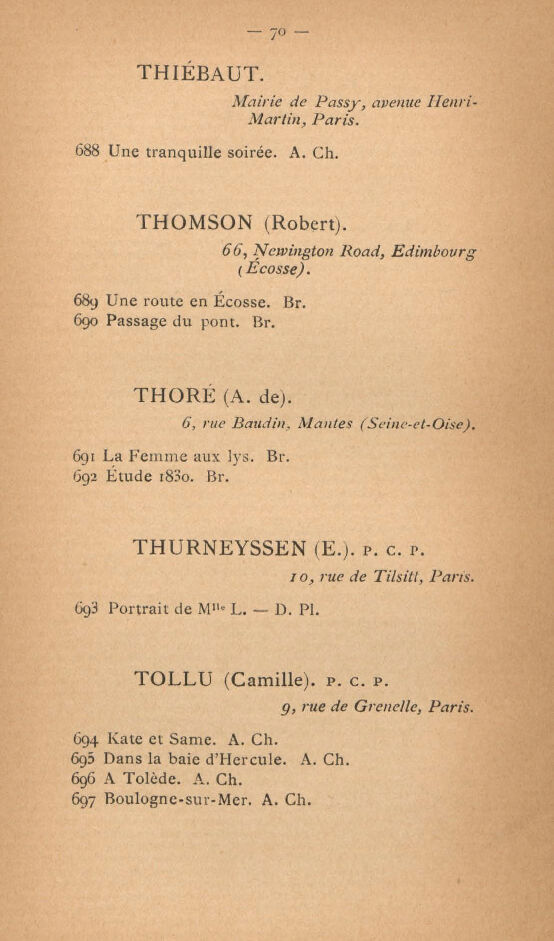 — 70 —
THIÉBAUT.
Mairie de Passy, avenue Henri-
Martin, Paris.
688 Une tranquille soirée. A. Ch.
THOMSON (Robert).
66, Newington Road, Edimbourg
(Écosse).
689 Une route en Écosse. Br.
690 Passage du pont. Br.
THORÉ (A. de).
6, rue Baudin, Mantes (Seine-et-Oise).
691 La Femme aux lys. Br.
692 Étude 1830. Br.
THURNEYSSEN (E.). P. C. P.
10, rue de Tilsitt, Paris.
693 Portrait de Mlle L. — D. Pl.
TOLLU (Camille). P. C. P.
9, rue de Grenelle, Paris.
694 Kate et Same. A. Ch.
695 Dans la baie d'Hercule. A. Ch.
696 A Tolède. A. Ch.
697 Boulogne-sur-Mer. A. Ch.